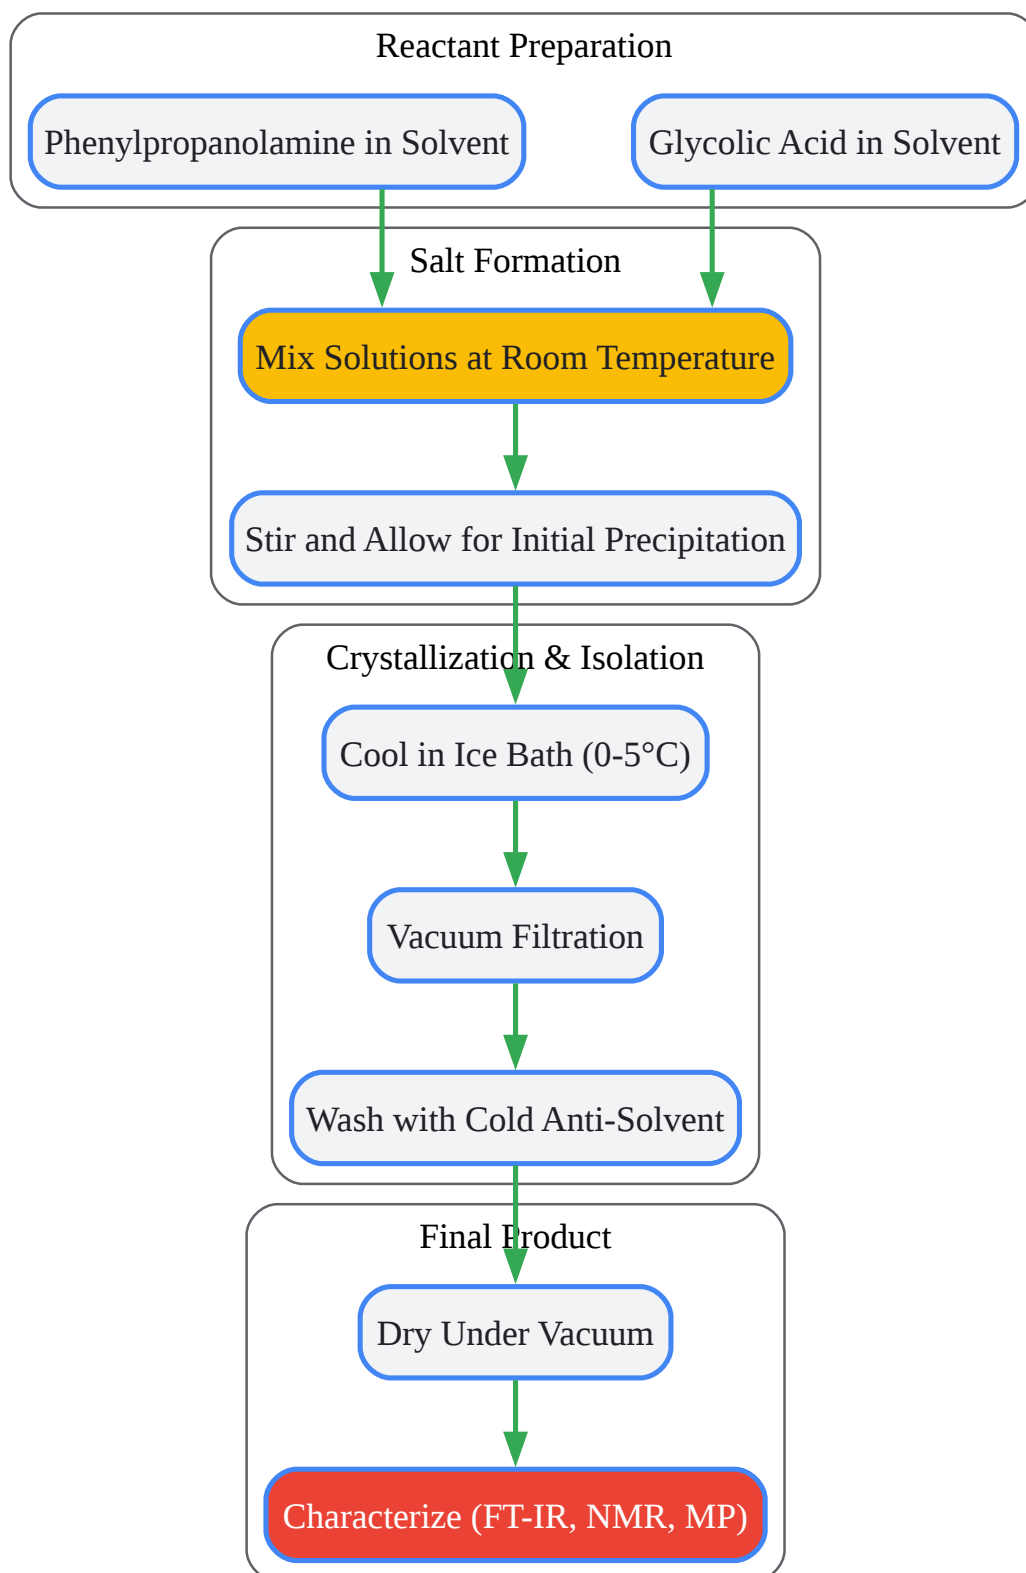 Reactant Preparation
Phenylpropanolamine in Solvent
Glycolic Acid in Solvent
Salt Formation
Mix Solutions at Room Temperature
Stir and Allow for Initial Precipitation
Crystallization & Isolation
Cool in Ice Bath (0-5°C)
Vacuum Filtration
Wash with Cold Anti-Solvent
Final Product
Dry Under Vacuum
Characterize (FT-IR, NMR, MP)